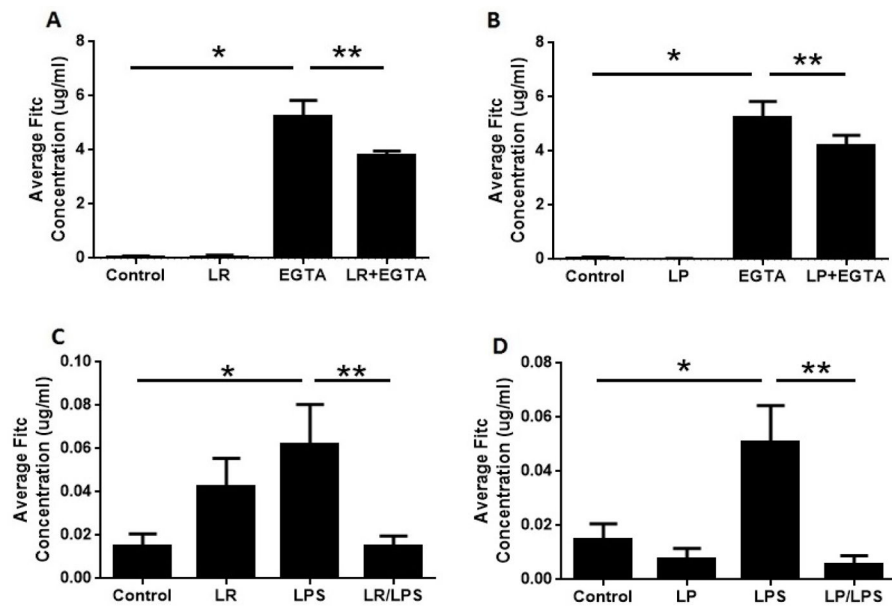 A
Average Fitc
Concentration (ug/ml)
8
6
4
2
0
*
**
Control LR EGTA LR+EGTA
B
Average Fitc
Concentration (ug/ml)
8
6
4
2
0
*
**
Control LP EGTA LP+EGTA
C
Average Fitc
Concentration (ug/ml)
0.10
0.08
0.06
0.04
0.02
0.00
*
**
Control LR LPS LR/LPS
D
Average Fitc
Concentration (ug/ml)
0.08
0.06
0.04
0.02
0.00
*
**
Control LP LPS LP/LPS